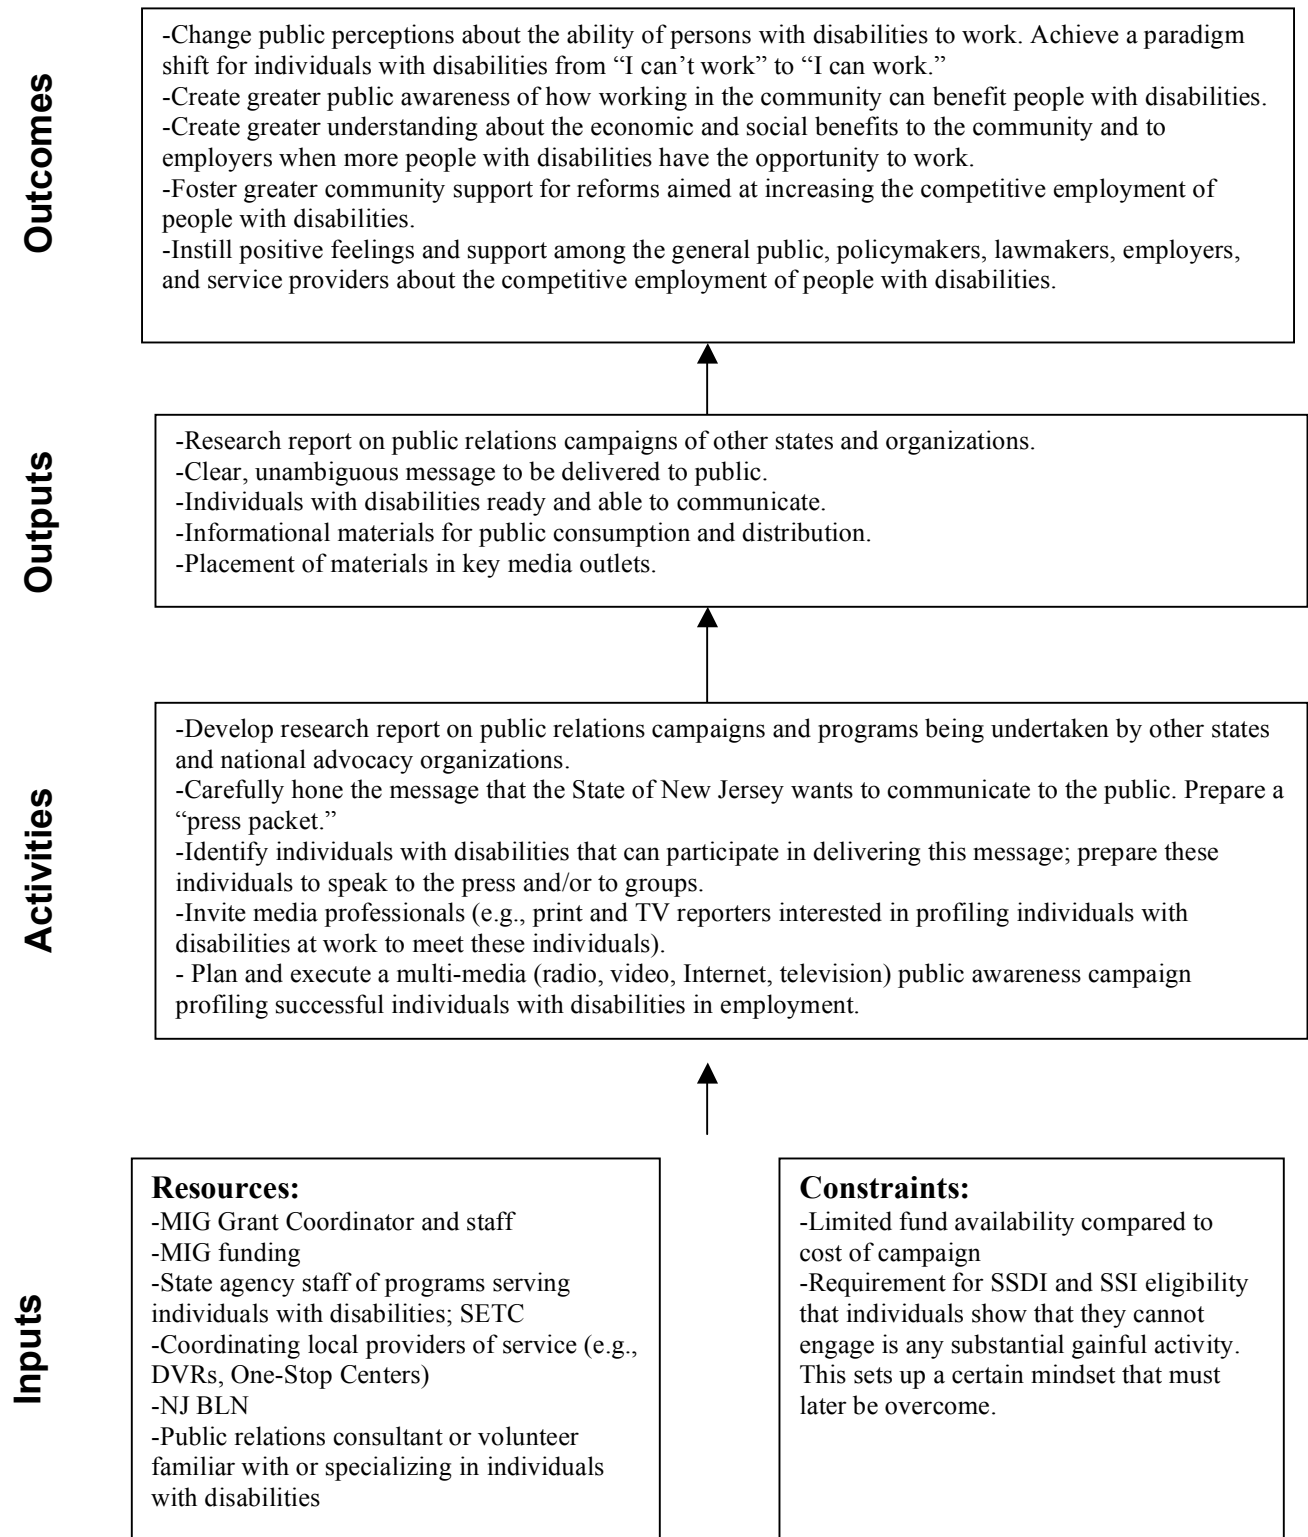 Outcomes
-Change public perceptions about the ability of persons with disabilities to work. Achieve a paradigm
shift for individuals with disabilities from “I can’t work” to “I can work.”
-Create greater public awareness of how working in the community can benefit people with disabilities.
-Create greater understanding about the economic and social benefits to the community and to
employers when more people with disabilities have the opportunity to work.
-Foster greater community support for reforms aimed at increasing the competitive employment of
people with disabilities.
-Instill positive feelings and support among the general public, policymakers, lawmakers, employers,
and service providers about the competitive employment of people with disabilities.
Outputs
-Research report on public relations campaigns of other states and organizations.
-Clear, unambiguous message to be delivered to public.
-Individuals with disabilities ready and able to communicate.
-Informational materials for public consumption and distribution.
-Placement of materials in key media outlets.
Activities
-Develop research report on public relations campaigns and programs being undertaken by other states
and national advocacy organizations.
-Carefully hone the message that the State of New Jersey wants to communicate to the public. Prepare a
“press packet.”
-Identify individuals with disabilities that can participate in delivering this message; prepare these
individuals to speak to the press and/or to groups.
-Invite media professionals (e.g., print and TV reporters interested in profiling individuals with
disabilities at work to meet these individuals).
- Plan and execute a multi-media (radio, video, Internet, television) public awareness campaign
profiling successful individuals with disabilities in employment.
Inputs
Resources:
-MIG Grant Coordinator and staff
-MIG funding
-State agency staff of programs serving
individuals with disabilities; SETC
-Coordinating local providers of service (e.g.,
DVRs, One-Stop Centers)
-NJ BLN
-Public relations consultant or volunteer
familiar with or specializing in individuals
with disabilities
Constraints:
-Limited fund availability compared to
cost of campaign
-Requirement for SSDI and SSI eligibility
that individuals show that they cannot
engage is any substantial gainful activity.
This sets up a certain mindset that must
later be overcome.